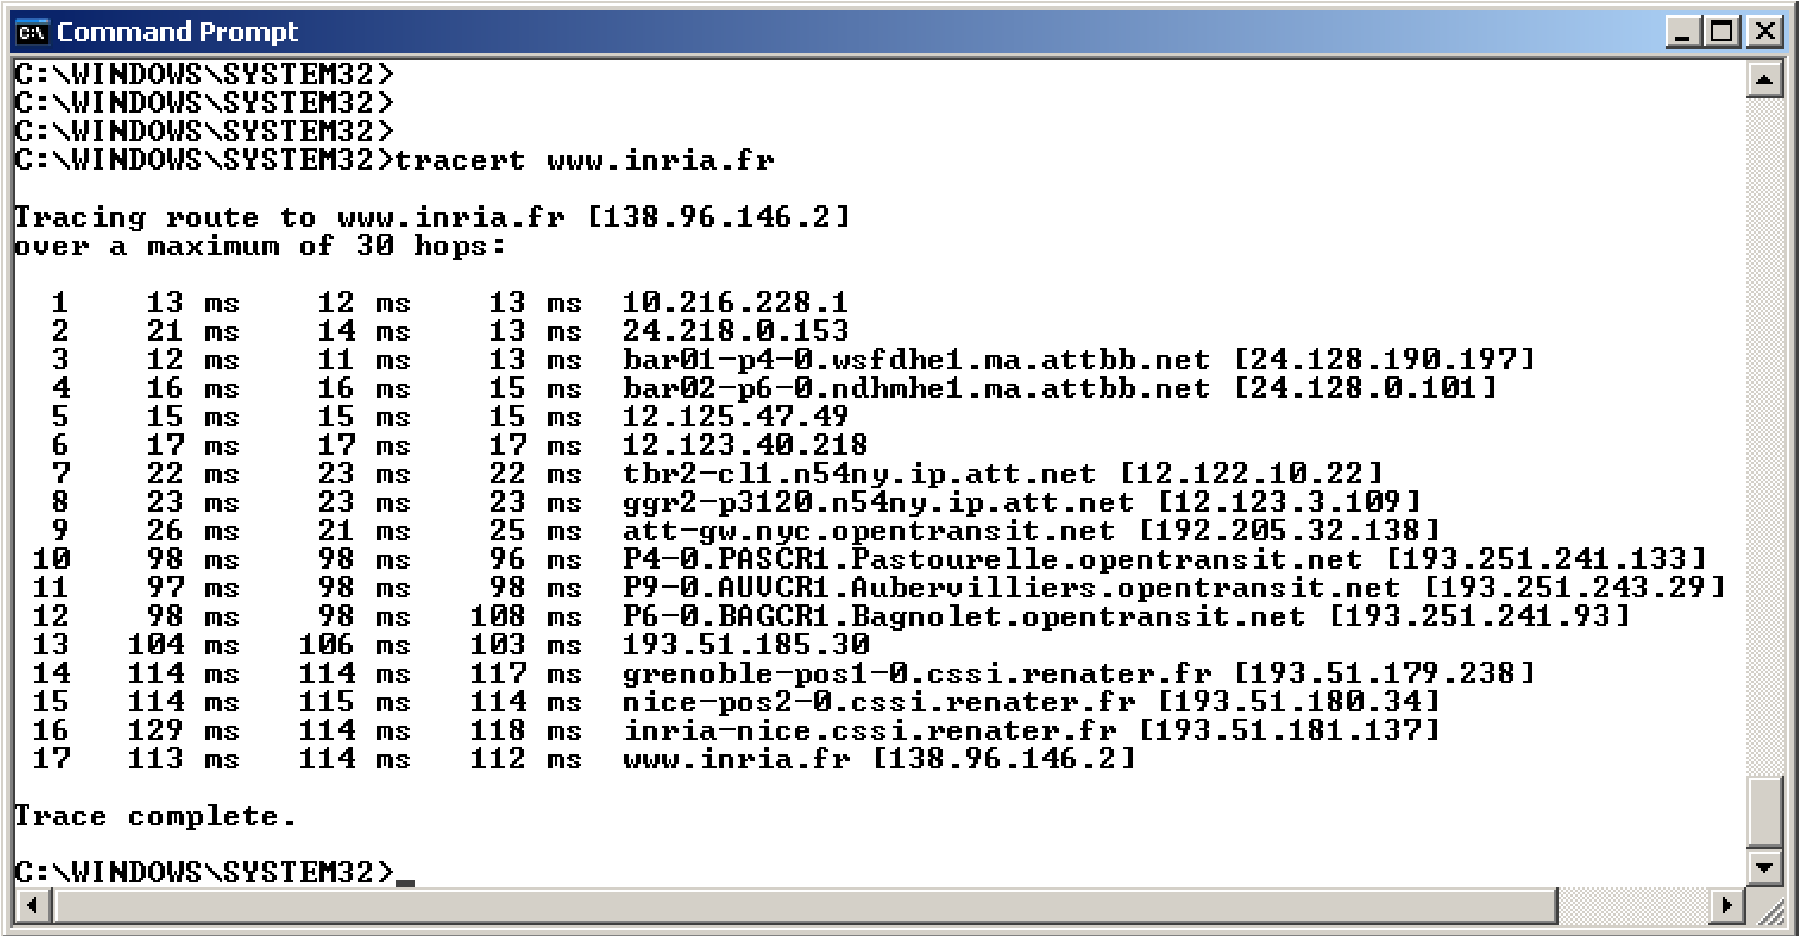 Command Prompt
C:\WINDOWS\SYSTEM32>
C:\WINDOWS\SYSTEM32>
C:\WINDOWS\SYSTEM32>
C:\WINDOWS\SYSTEM32>tracert www.inria.fr
Tracing route to www.inria.fr [138.96.146.2]
over a maximum of 30 hops:
1 13 ms 12 ms 13 ms 10.216.228.1
2 21 ms 14 ms 13 ms 24.218.0.153
3 12 ms 11 ms 13 ms bar01-p4-0.wsfdhe1.ma.attbb.net [24.128.190.197]
4 16 ms 16 ms 15 ms bar02-p6-0.ndhmhe1.ma.attbb.net [24.128.0.101]
5 15 ms 15 ms 15 ms 12.125.47.49
6 17 ms 17 ms 17 ms 12.123.40.218
7 22 ms 23 ms 22 ms tbr2-cl1.n54ny.ip.att.net [12.122.10.22]
8 23 ms 23 ms 23 ms ggr2-p3120.n54ny.ip.att.net [12.123.3.109]
9 26 ms 21 ms 25 ms att-gw.nyc.opentransit.net [192.205.32.138]
10 98 ms 98 ms 96 ms P4-0.PASCR1.Pastourelle.opentransit.net [193.251.241.133]
11 97 ms 98 ms 98 ms P9-0.AUVCR1.Aubervilliers.opentransit.net [193.251.243.29]
12 98 ms 98 ms 108 ms P6-0.BAGCR1.Bagnolet.opentransit.net [193.251.241.93]
13 104 ms 106 ms 103 ms 193.51.185.30
14 114 ms 114 ms 117 ms grenoble-pos1-0.cssi.renater.fr [193.51.179.238]
15 114 ms 115 ms 114 ms nice-pos2-0.cssi.renater.fr [193.51.180.34]
16 129 ms 114 ms 118 ms inria-nice.cssi.renater.fr [193.51.181.137]
17 113 ms 114 ms 112 ms www.inria.fr [138.96.146.2]
Trace complete.
C:\WINDOWS\SYSTEM32>_